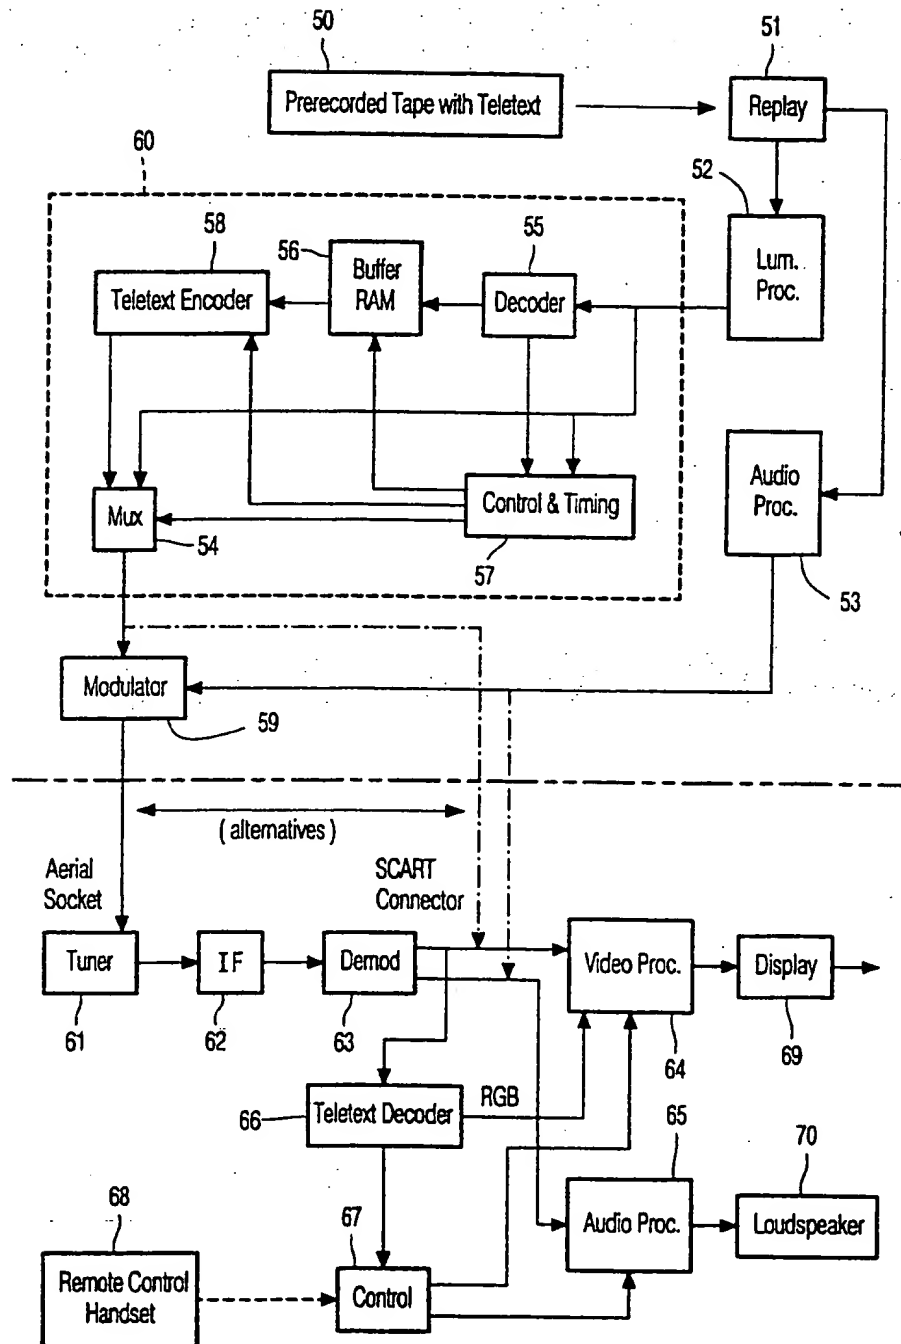 50
51
Prerecorded Tape with Teletext
Replay
60
52
58
56
55
Buffer
RAM
Teletext Encoder
Decoder
Lum.
Proc.
Audio
Proc.
Control & Timing
Mux
54
57
53
Modulator
59
( alternatives )
Aerial
Socket
SCART
Connector
Tuner
IF
Demod
Video Proc.
Display
61
62
63
64
69
66
Teletext Decoder
RGB
65
70
68
67
Audio Proc.
Loudspeaker
Remote Control
Handset
Control